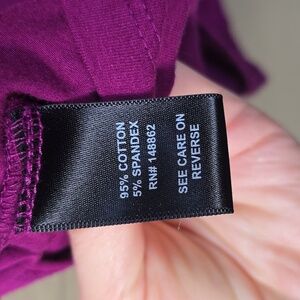 95% COTTON
5% SPANDEX
RN# 148862
SEE CARE ON
REVERSE